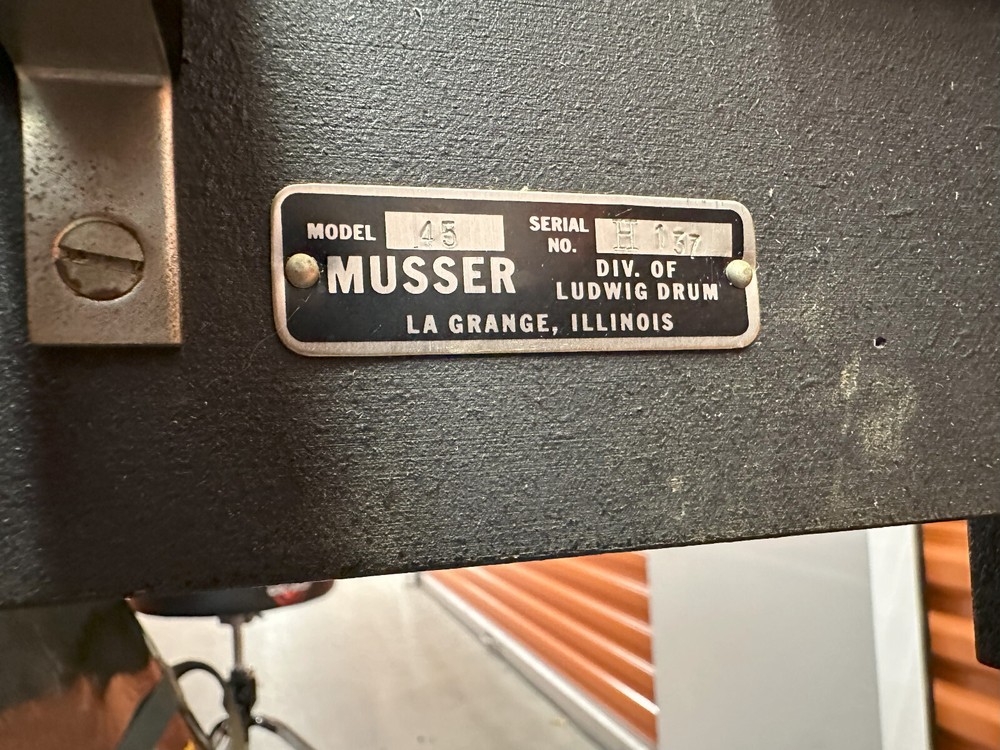 MODEL 45 SERIAL NO. H 137
MUSSER
DIV. OF
LUDWIG DRUM
LA GRANGE, ILLINOIS